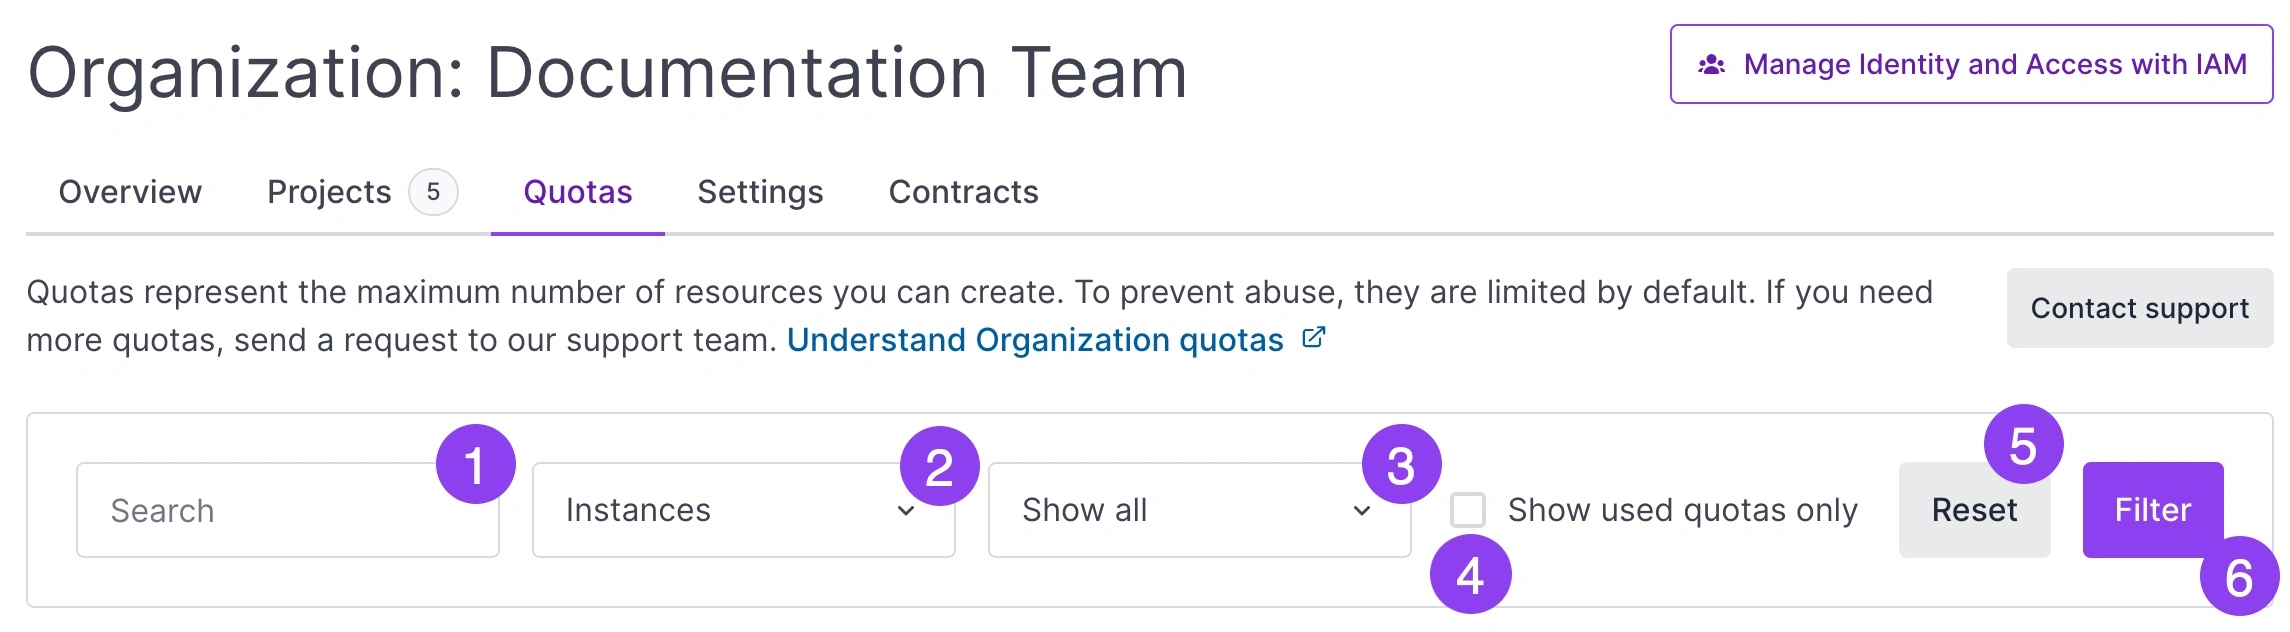 Organization: Documentation Team
Manage Identity and Access with IAM
Overview Projects 5 Quotas Settings Contracts
Quotas represent the maximum number of resources you can create. To prevent abuse, they are limited by default. If you need
more quotas, send a request to our support team. Understand Organization quotas
Contact support
1 2 3 5
Search Instances Show all Show used quotas only Reset Filter
4 6